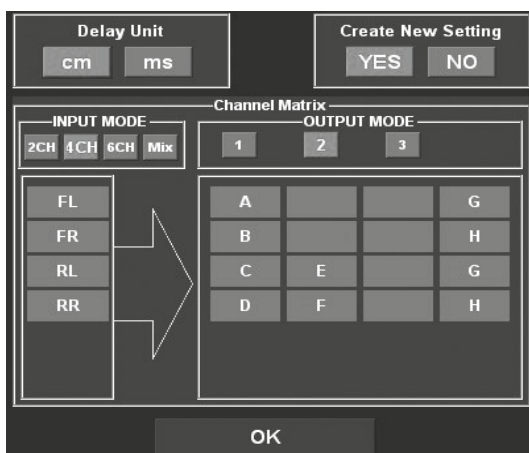 Delay Unit
cm ms
Create New Setting
YES NO
Channel Matrix
INPUT MODE
2CH 4CH 6CH Mix
OUTPUT MODE
1 2 3
FL
FR
RL
RR
A G
B H
C E G
D F H
OK